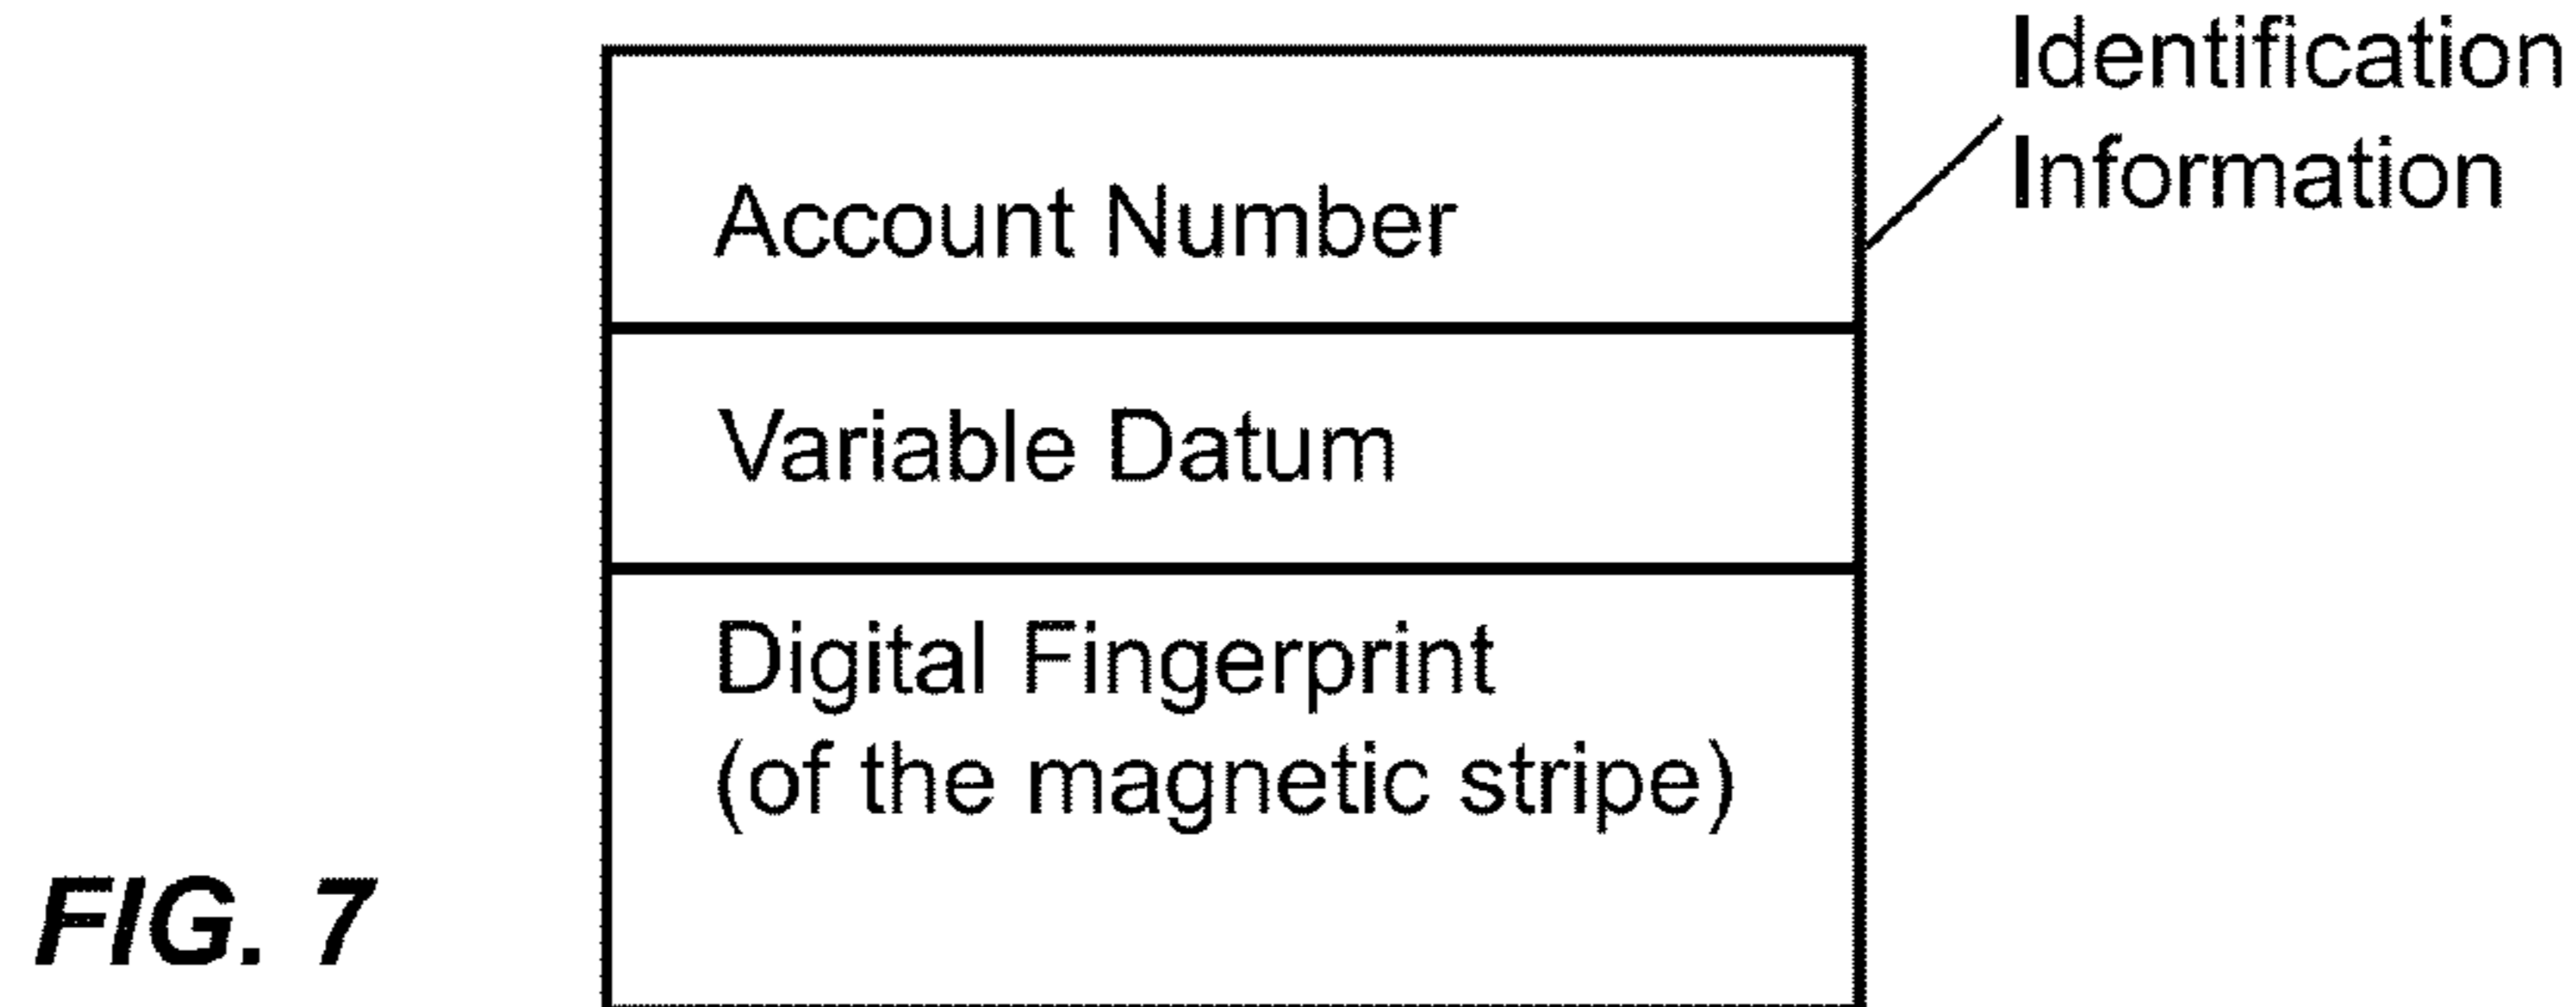 Identification
Information
Account Number
Variable Datum
Digital Fingerprint
(of the magnetic stripe)
FIG. 7